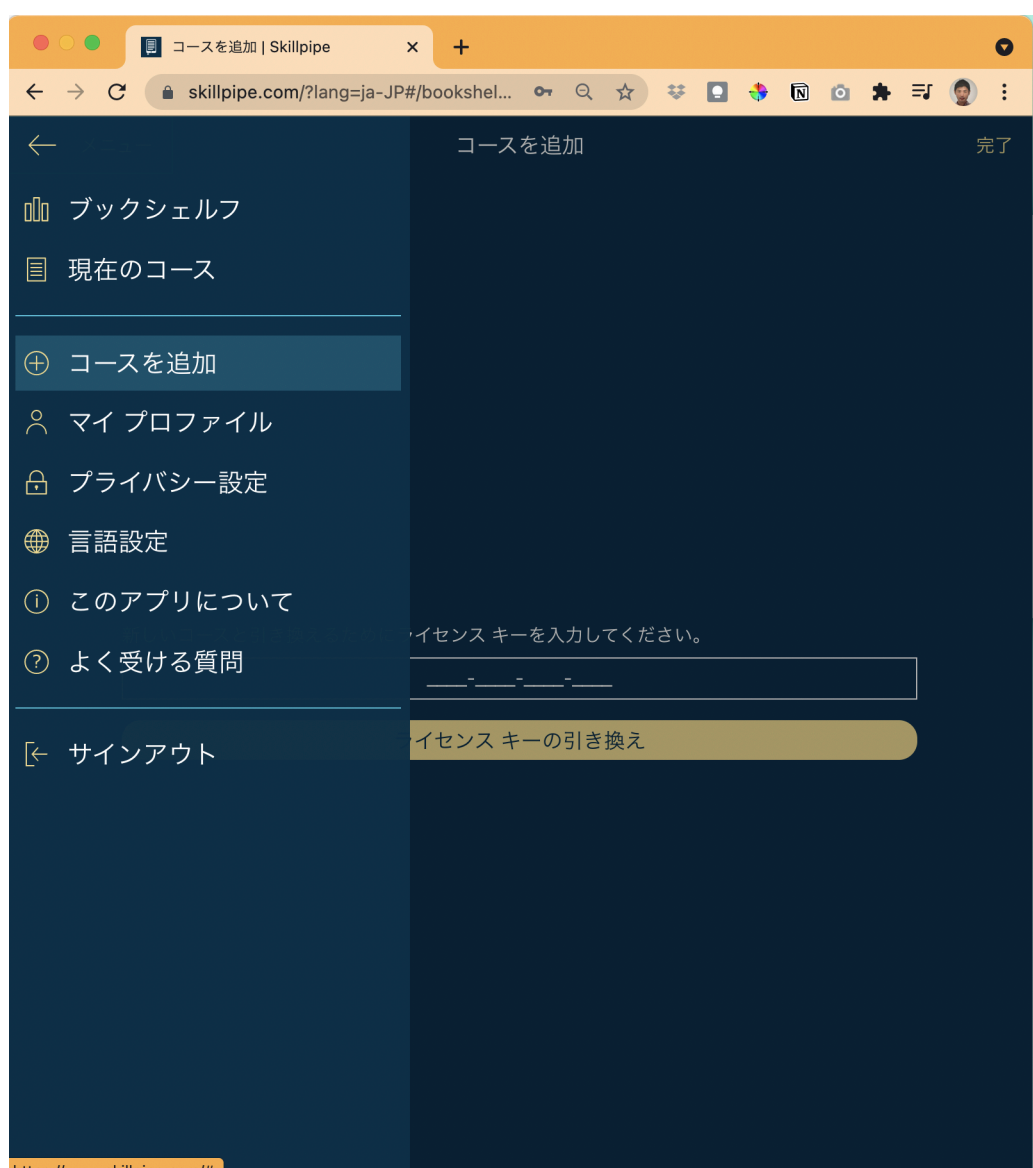 コースを追加 | Skillpipe
skillpipe.com/?lang=ja-JP#/bookshel...
コースを追加
完了
ブックシェルフ
現在のコース
コースを追加
マイ プロファイル
プライバシー設定
言語設定
このアプリについて
よく受ける質問
サインアウト
イセンス キーを入力してください。
____-____-____-____
イセンス キーの引き換え